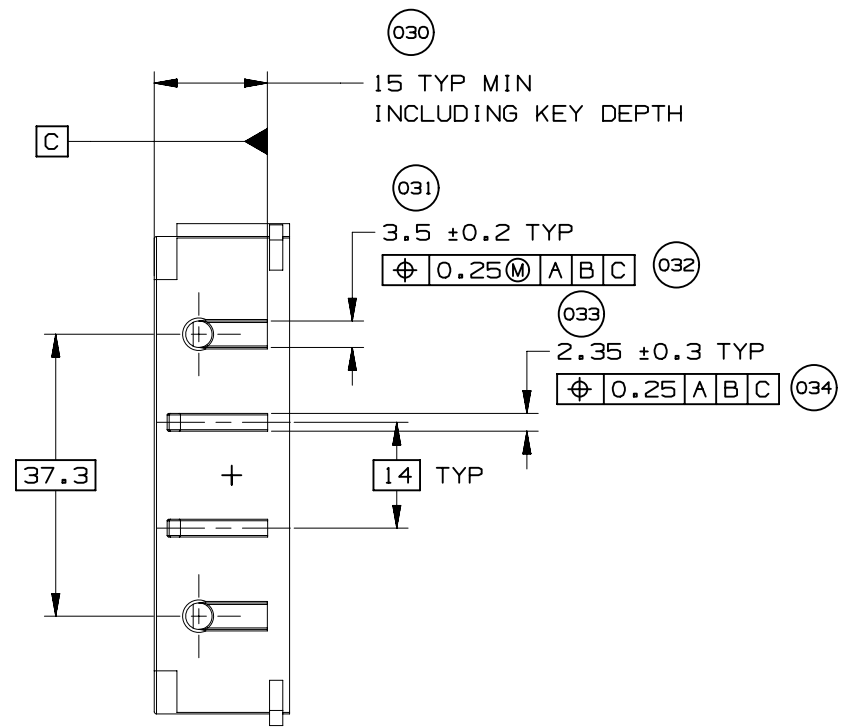 030
15 TYP MIN
INCLUDING KEY DEPTH
C
031
3.5 ±0.2 TYP
⌖ 0.25 Ⓜ A B C 032
033
2.35 ±0.3 TYP
⌖ 0.25 A B C 034
37.3
14 TYP